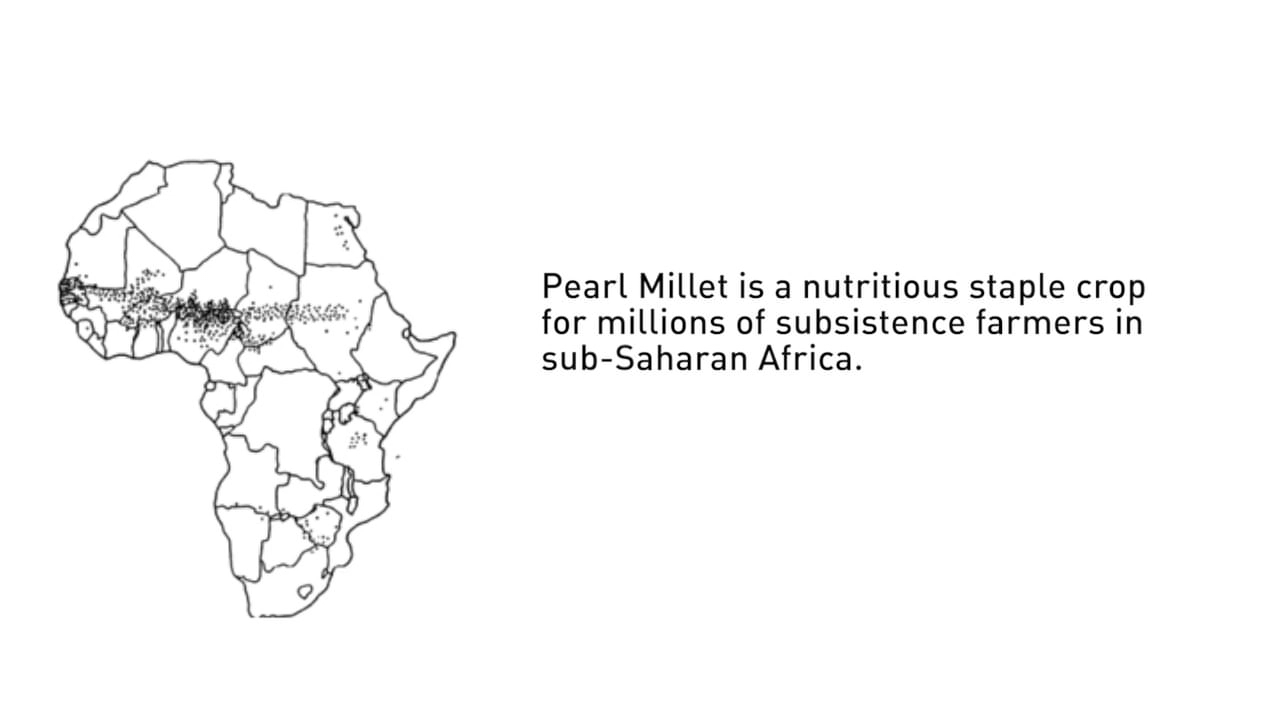 Pearl Millet is a nutritious staple crop
for millions of subsistence farmers in
sub-Saharan Africa.